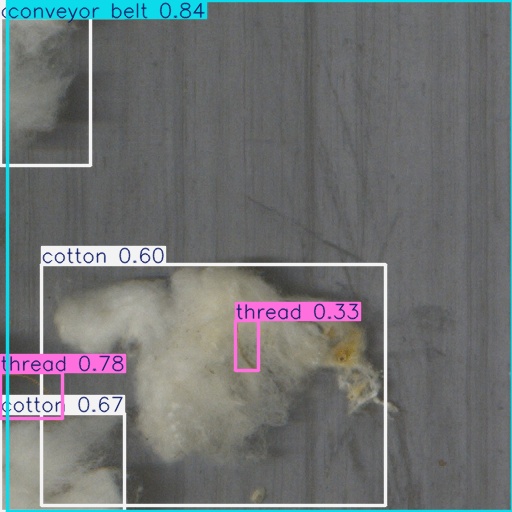 conveyor belt 0.84
cotton 0.60
thread 0.33
thread 0.78
cotton 0.67